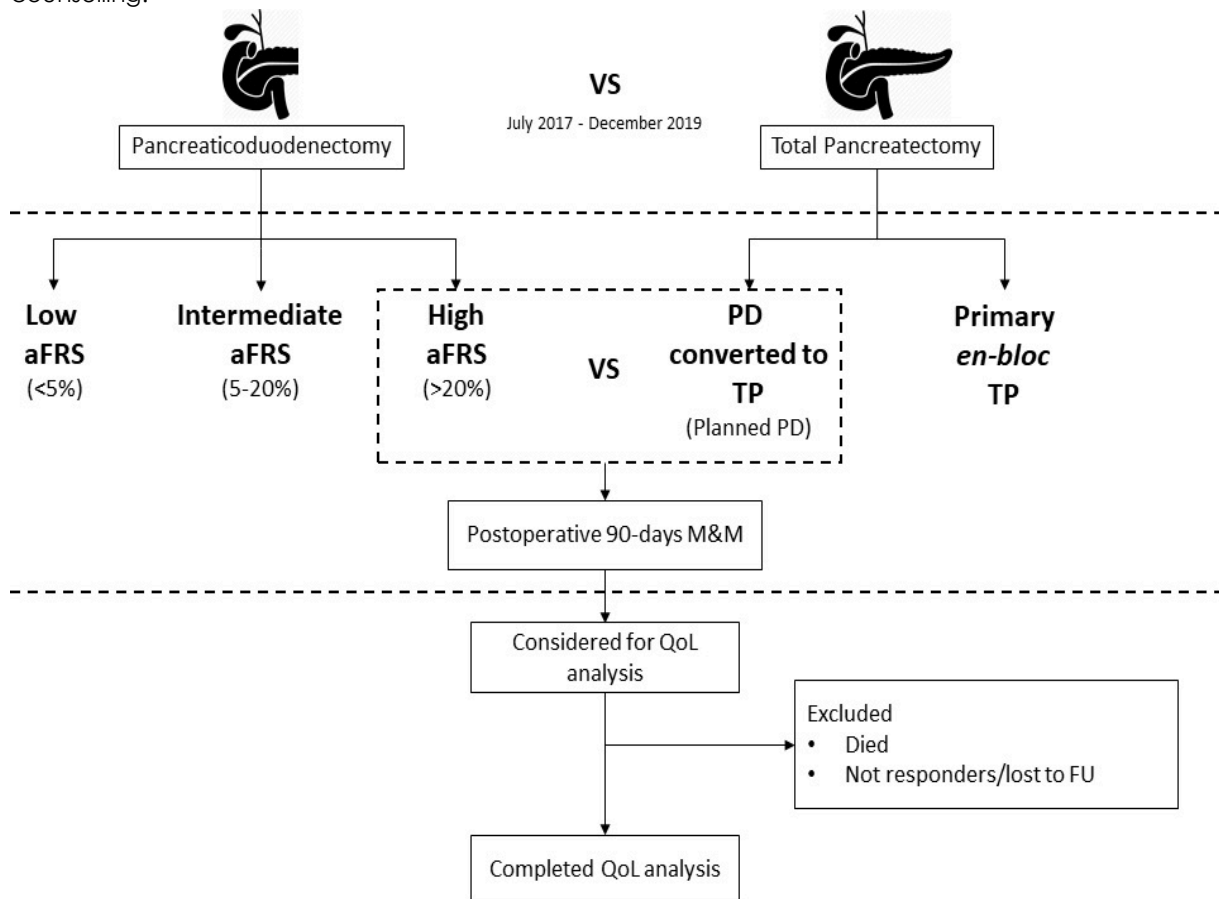 counselling.
VS
July 2017 - December 2019
Pancreaticoduodenectomy
Total Pancreatectomy
Low
aFRS
(<5%)
Intermediate
aFRS
(5-20%)
High
aFRS
(>20%)
VS
PD
converted to
TP
(Planned PD)
Primary
en-bloc
TP
Postoperative 90-days M&M
Considered for QoL
analysis
Excluded
• Died
• Not responders/lost to FU
Completed QoL analysis